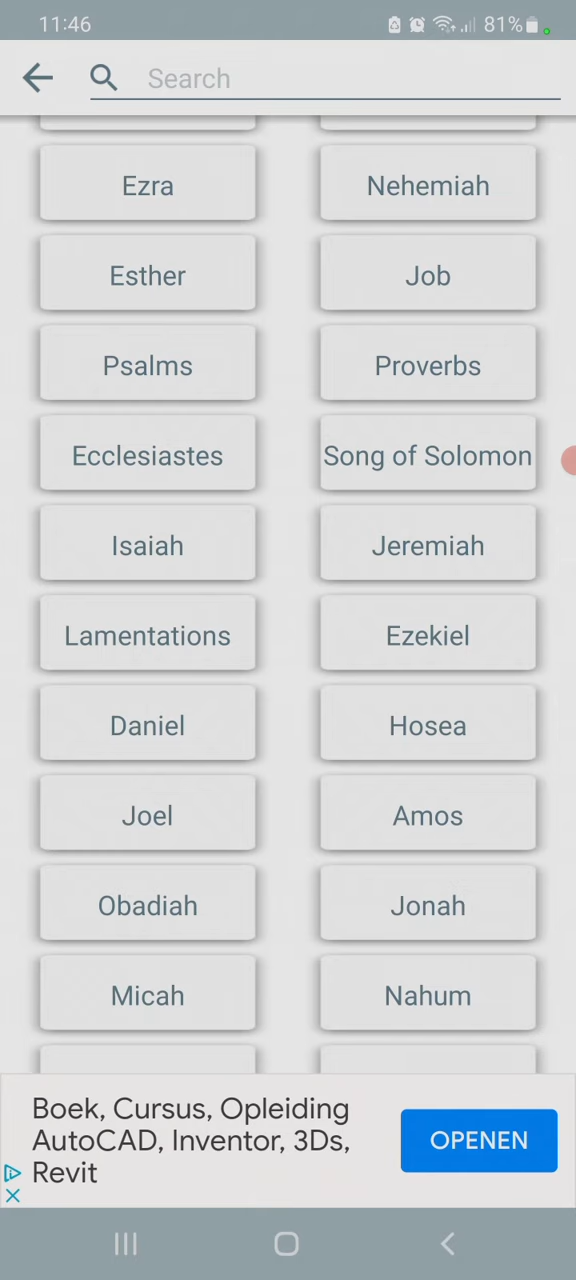 11:46
81%
Search
Ezra
Nehemiah
Esther
Job
Psalms
Proverbs
Ecclesiastes
Song of Solomon
Isaiah
Jeremiah
Lamentations
Ezekiel
Daniel
Hosea
Joel
Amos
Obadiah
Jonah
Micah
Nahum
Boek, Cursus, Opleiding
AutoCAD, Inventor, 3Ds,
Revit
OPENEN